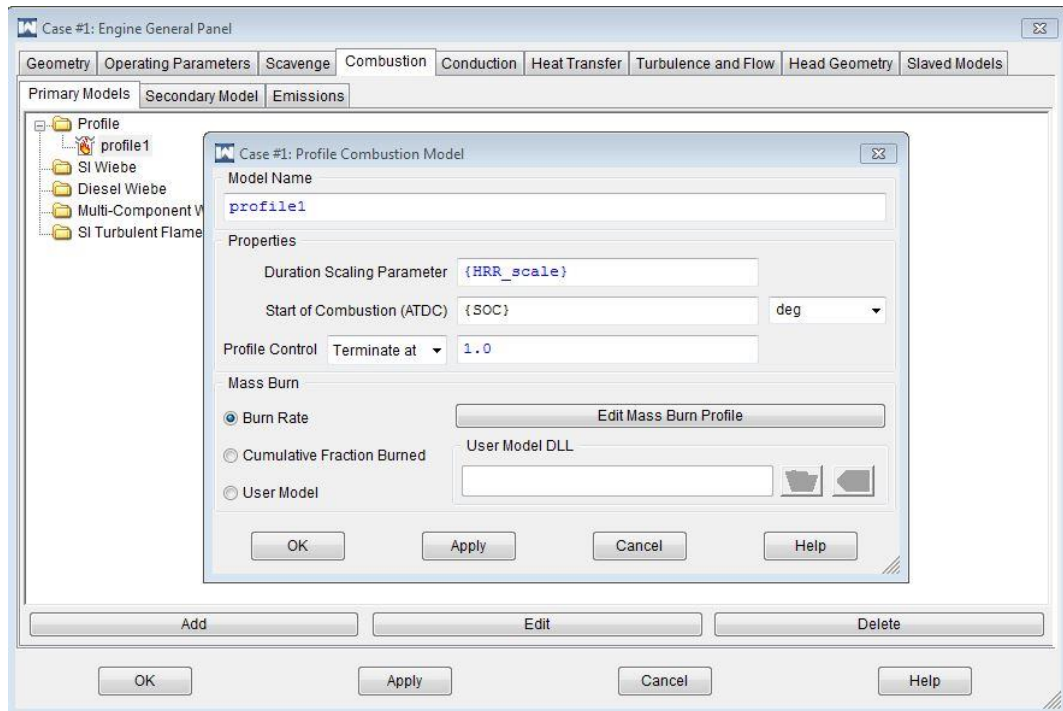 Case #1: Engine General Panel
Geometry Operating Parameters Scavenge Combustion Conduction Heat Transfer Turbulence and Flow Head Geometry Slaved Models
Primary Models Secondary Model Emissions
Profile
profile1
SI Wiebe
Diesel Wiebe
Multi-Component W
SI Turbulent Flame
Case #1: Profile Combustion Model
Model Name
profile1
Properties
Duration Scaling Parameter {HRR_scale}
Start of Combustion (ATDC) {SOC} deg
Profile Control Terminate at 1.0
Mass Burn
Burn Rate Edit Mass Burn Profile
Cumulative Fraction Burned User Model DLL
User Model
OK Apply Cancel Help
Add Edit Delete
OK Apply Cancel Help